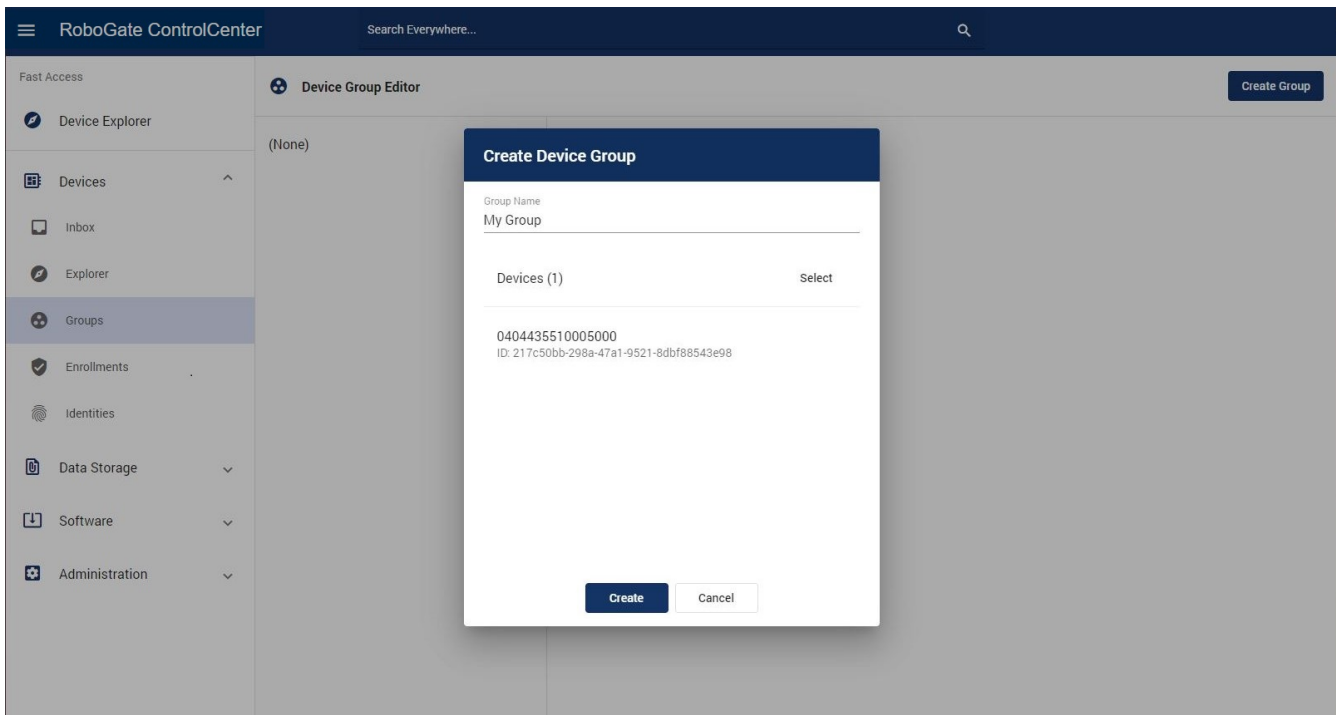 RoboGate ControlCenter
Search Everywhere...
Fast Access
Device Explorer
Devices
Inbox
Explorer
Groups
Enrollments
Identities
Data Storage
Software
Administration
Device Group Editor
Create Group
(None)
Create Device Group
Group Name
My Group
Devices (1) Select
0404435510005000
ID: 217c50bb-298a-47a1-9521-8dbf88543e98
Create Cancel